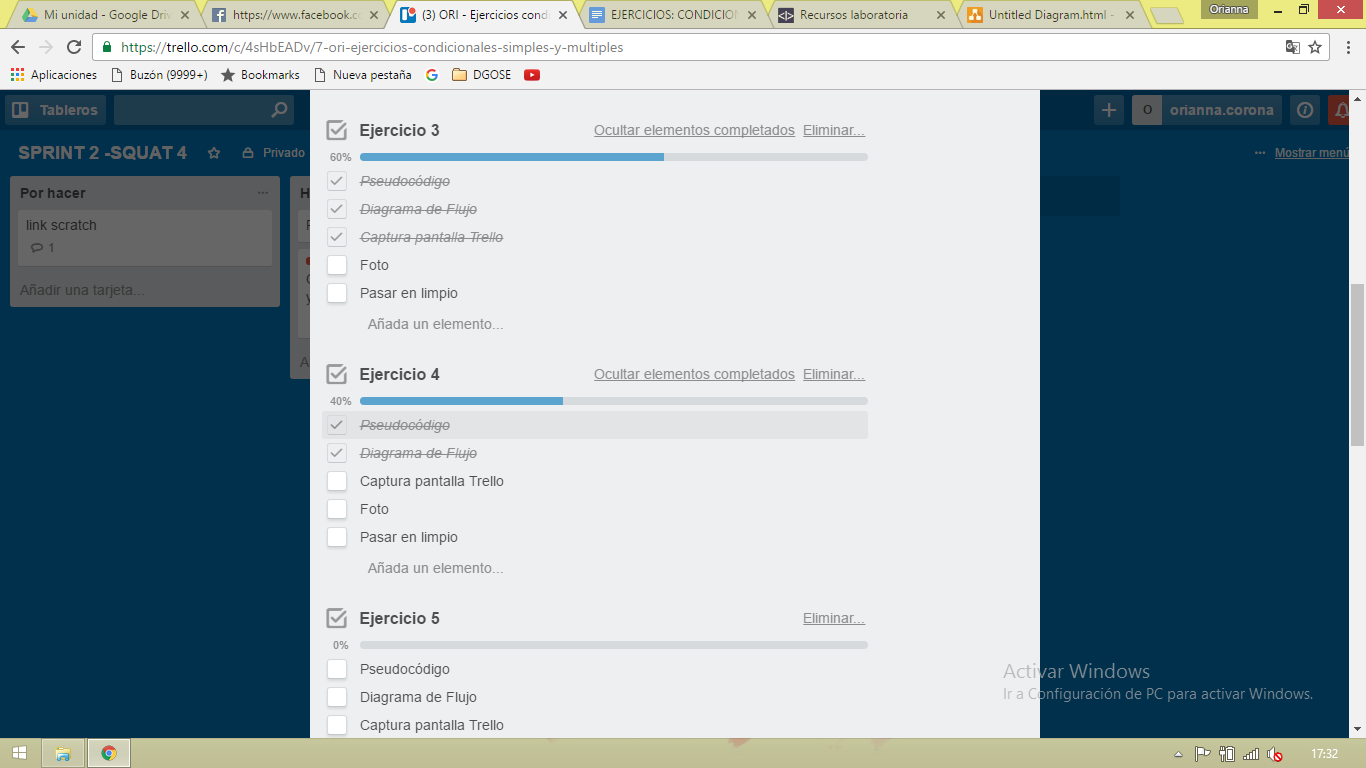 Mi unidad - Google Driv
https://www.facebook.c
(3) ORI - Ejercicios condi
EJERCICIOS: CONDICION
Recursos laboratoria
Untitled Diagram.html -
Orianna
https://trello.com/c/4sHbEADv/7-ori-ejercicios-condicionales-simples-y-multiples
Aplicaciones
Buzón (9999+)
Bookmarks
Nueva pestaña
DGOSE
Tableros
orianna.corona
O
SPRINT 2 -SQUAT 4
Privado
Mostrar menú
Por hacer
link scratch
1
Añadir una tarjeta...
Ejercicio 3
Ocultar elementos completados
Eliminar...
60%
Pseudocódigo
Diagrama de Flujo
Captura pantalla Trello
Foto
Pasar en limpio
Añada un elemento...
Ejercicio 4
Ocultar elementos completados
Eliminar...
40%
Pseudocódigo
Diagrama de Flujo
Captura pantalla Trello
Foto
Pasar en limpio
Añada un elemento...
Ejercicio 5
Eliminar...
0%
Pseudocódigo
Diagrama de Flujo
Captura pantalla Trello
Activar Windows
Ir a Configuración de PC para activar Windows.
17:32